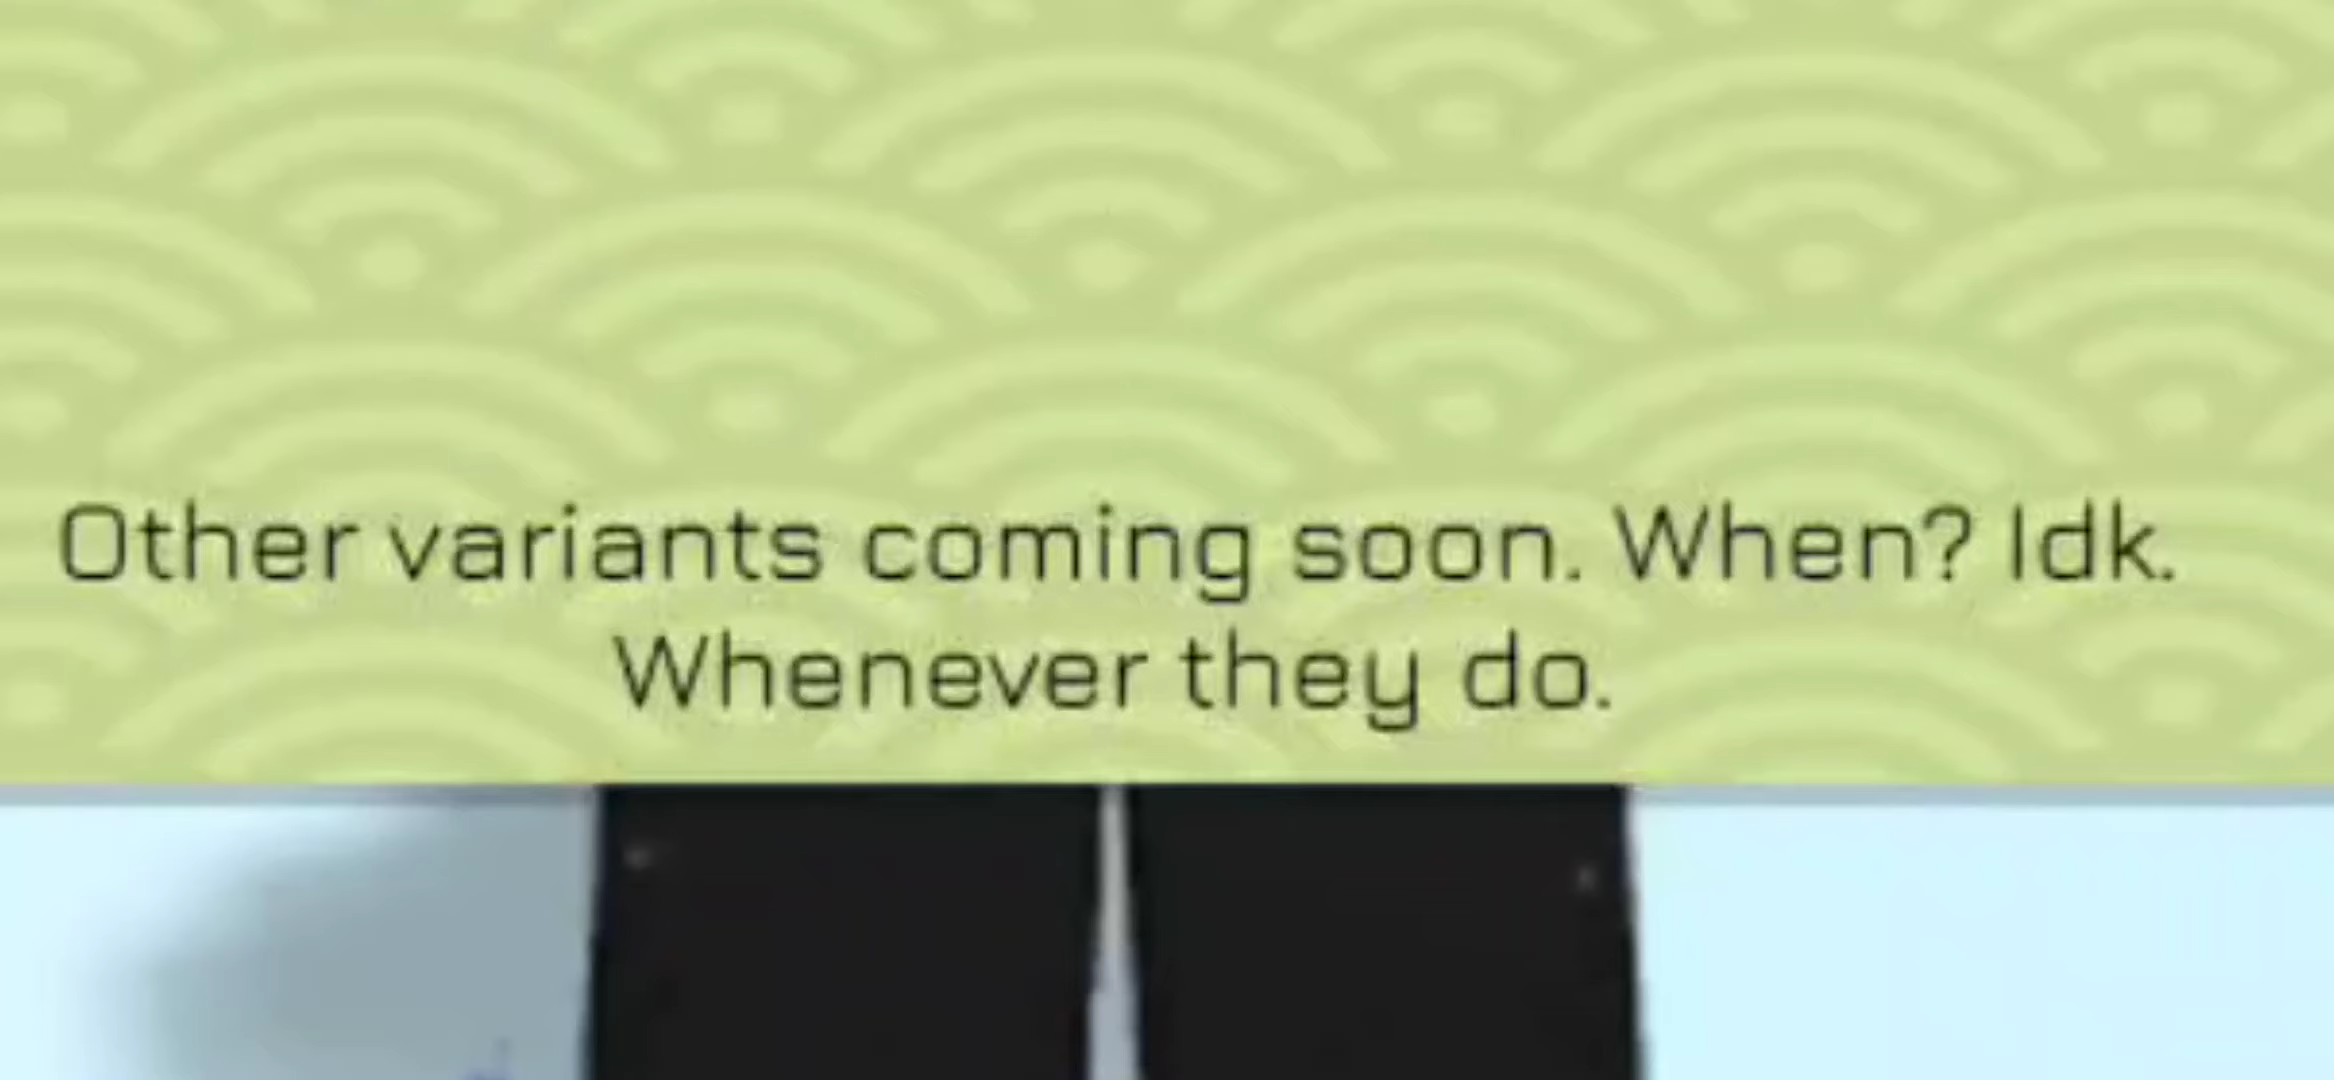 Other variants coming soon. When? Idk.
Whenever they do.